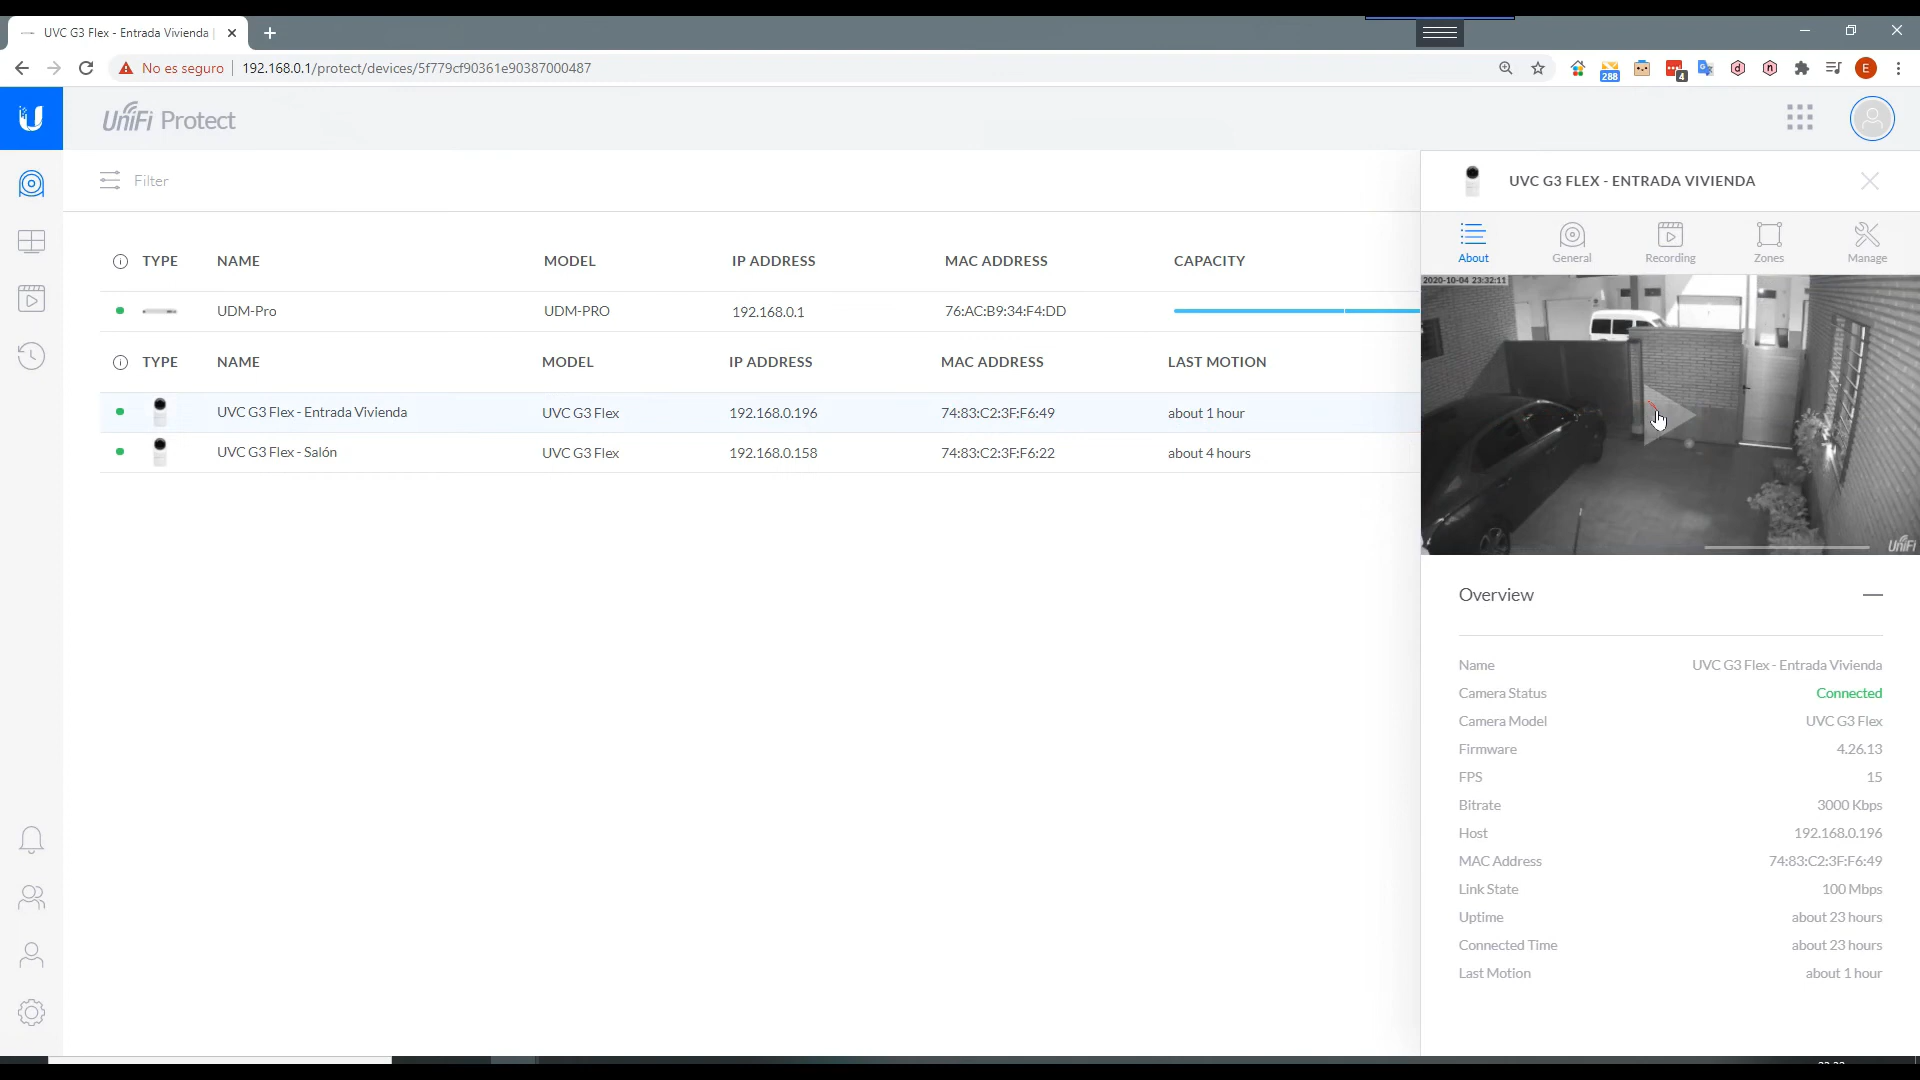 UVC G3 Flex - Entrada Vivienda |
No es seguro
192.168.0.1/protect/devices/5f779cf90361e90387000487
288
4
E
UniFi Protect
Filter
UVC G3 FLEX - ENTRADA VIVIENDA
About
General
Recording
Zones
Manage
TYPE NAME MODEL IP ADDRESS MAC ADDRESS CAPACITY
UDM-Pro UDM-PRO 192.168.0.1 76:AC:B9:34:F4:DD
TYPE NAME MODEL IP ADDRESS MAC ADDRESS LAST MOTION
UVC G3 Flex - Entrada Vivienda UVC G3 Flex 192.168.0.196 74:83:C2:3F:F6:49 about 1 hour
UVC G3 Flex - Salón UVC G3 Flex 192.168.0.158 74:83:C2:3F:F6:22 about 4 hours
2020-10-04 23:32:11
UniFi
Overview
Name UVC G3 Flex - Entrada Vivienda
Camera Status Connected
Camera Model UVC G3 Flex
Firmware 4.26.13
FPS 15
Bitrate 3000 Kbps
Host 192.168.0.196
MAC Address 74:83:C2:3F:F6:49
Link State 100 Mbps
Uptime about 23 hours
Connected Time about 23 hours
Last Motion about 1 hour